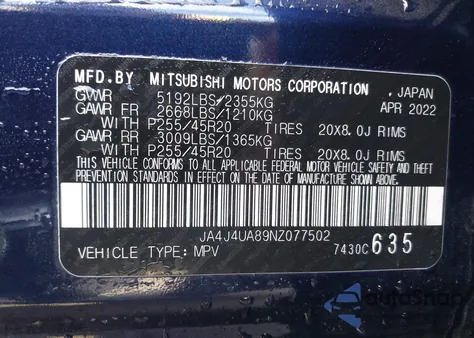 MFD.BY MITSUBISHI MOTORS CORPORATION , JAPAN
GVWR 5192LBS/2355KG APR 2022
GAWR FR 2668LBS/1210KG
WITH P255/45R20 TIRES 20X8.0J RIMS
GAWR RR 3009LBS/1365KG
WITH P255/45R20 TIRES 20X8.0J RIMS
THIS VEHICLE CONFORMS TO ALL APPLICABLE FEDERAL MOTOR VEHICLE SAFETY AND THEFT
PREVENTION STANDARDS IN EFFECT ON THE DATE OF MANUFACTURE SHOWN ABOVE.
JA4J4UA89NZ077502
VEHICLE TYPE: MPV 7430C 635
AutoSnap